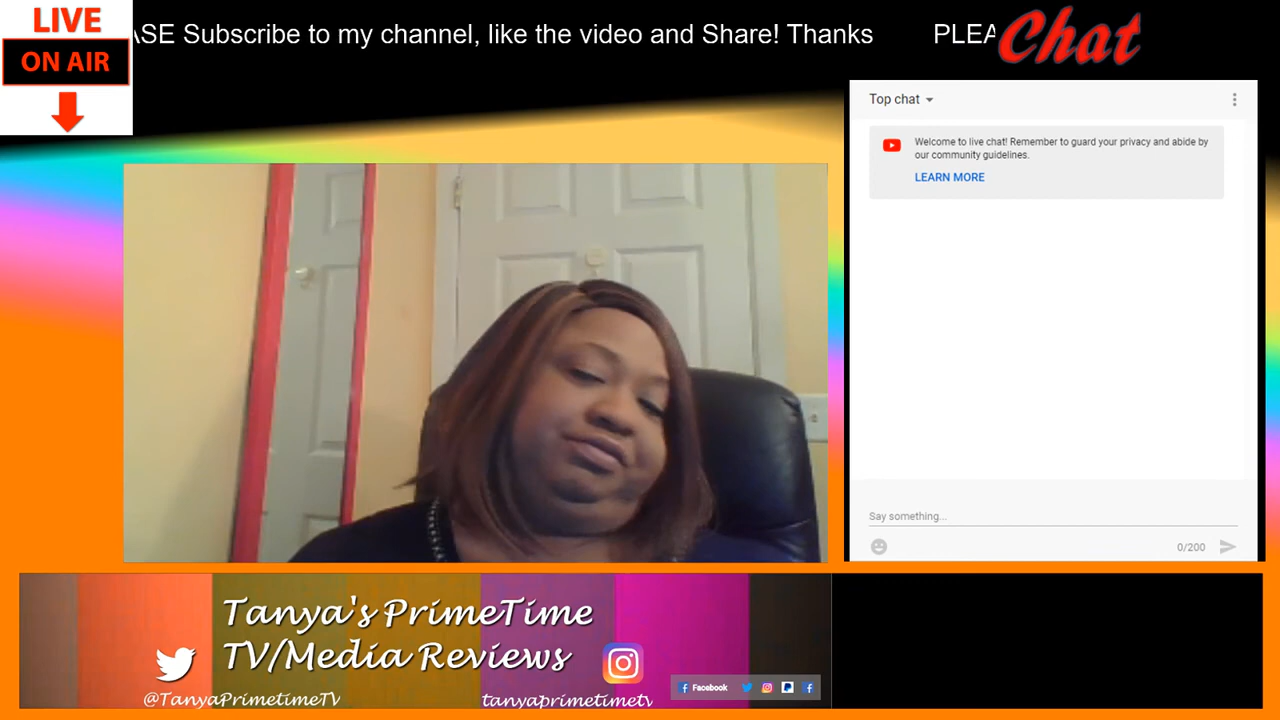 LIVE
ON AIR
ASE Subscribe to my channel, like the video and Share! Thanks PLEA
Chat
Top chat
Welcome to live chat! Remember to guard your privacy and abide by
our community guidelines.
LEARN MORE
Say something...
0/200
Tanya's PrimeTime
TV/Media Reviews
@TanyaPrimetimeTV
tanyaprimetimetv
Facebook